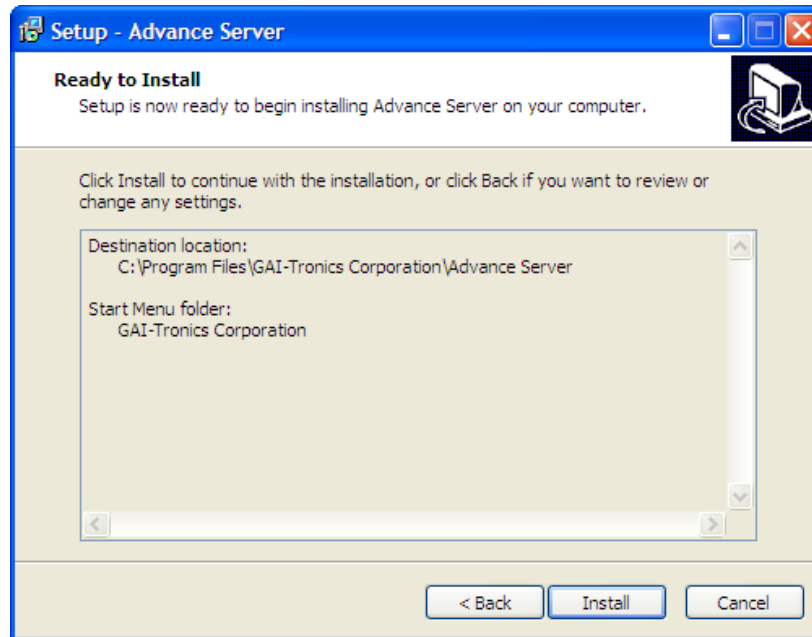 Setup - Advance Server
Ready to Install
Setup is now ready to begin installing Advance Server on your computer.
Click Install to continue with the installation, or click Back if you want to review or
change any settings.
Destination location:
C:\Program Files\GAI-Tronics Corporation\Advance Server
Start Menu folder:
GAI-Tronics Corporation
< Back Install Cancel